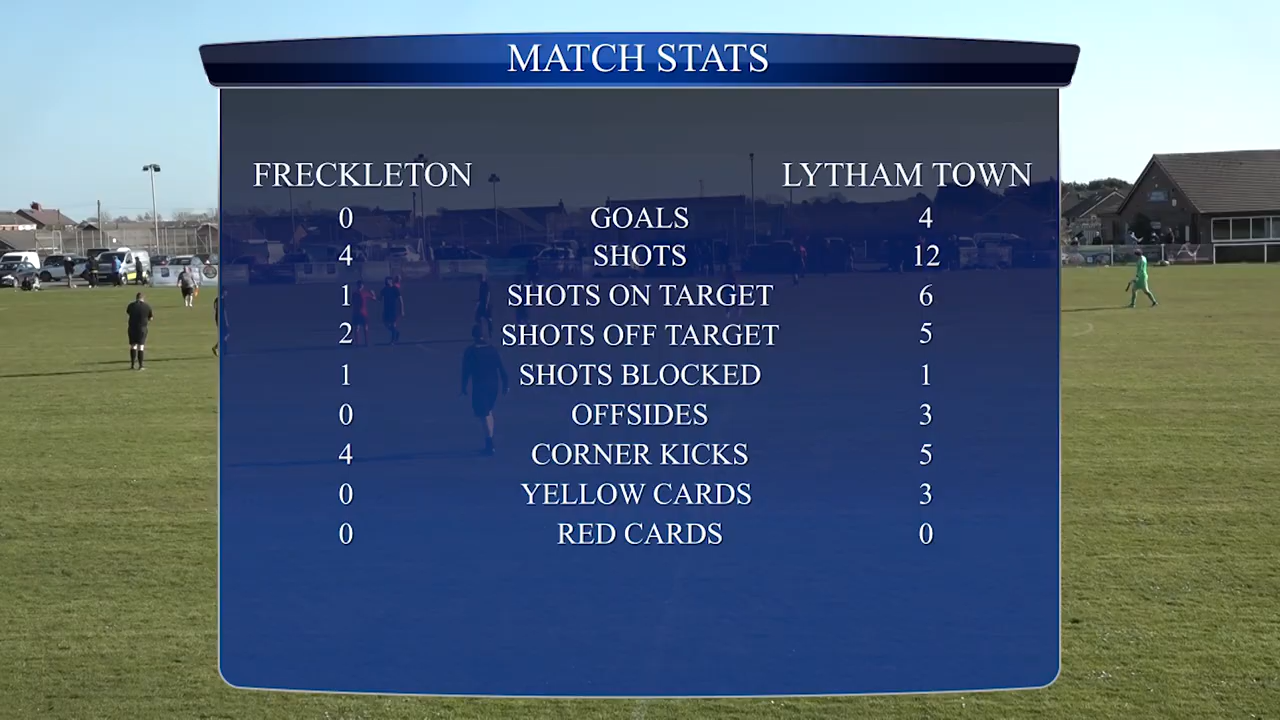 MATCH STATS
FRECKLETON LYTHAM TOWN
0 GOALS 4
4 SHOTS 12
1 SHOTS ON TARGET 6
2 SHOTS OFF TARGET 5
1 SHOTS BLOCKED 1
0 OFFSIDES 3
4 CORNER KICKS 5
0 YELLOW CARDS 3
0 RED CARDS 0